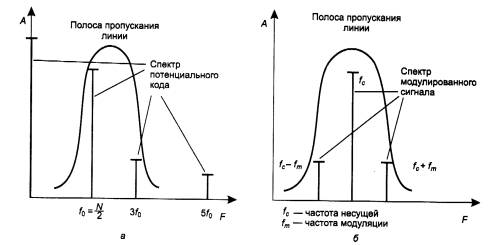 Полоса пропускания
линии
A
Спектр
потенциального
кода
f₀ = N/2
3f₀
5f₀
F
а
Полоса пропускания
линии
A
Спектр
модулированного
сигнала
fc
fc – fm
fc + fm
F
fc — частота несущей
fm — частота модуляции
б